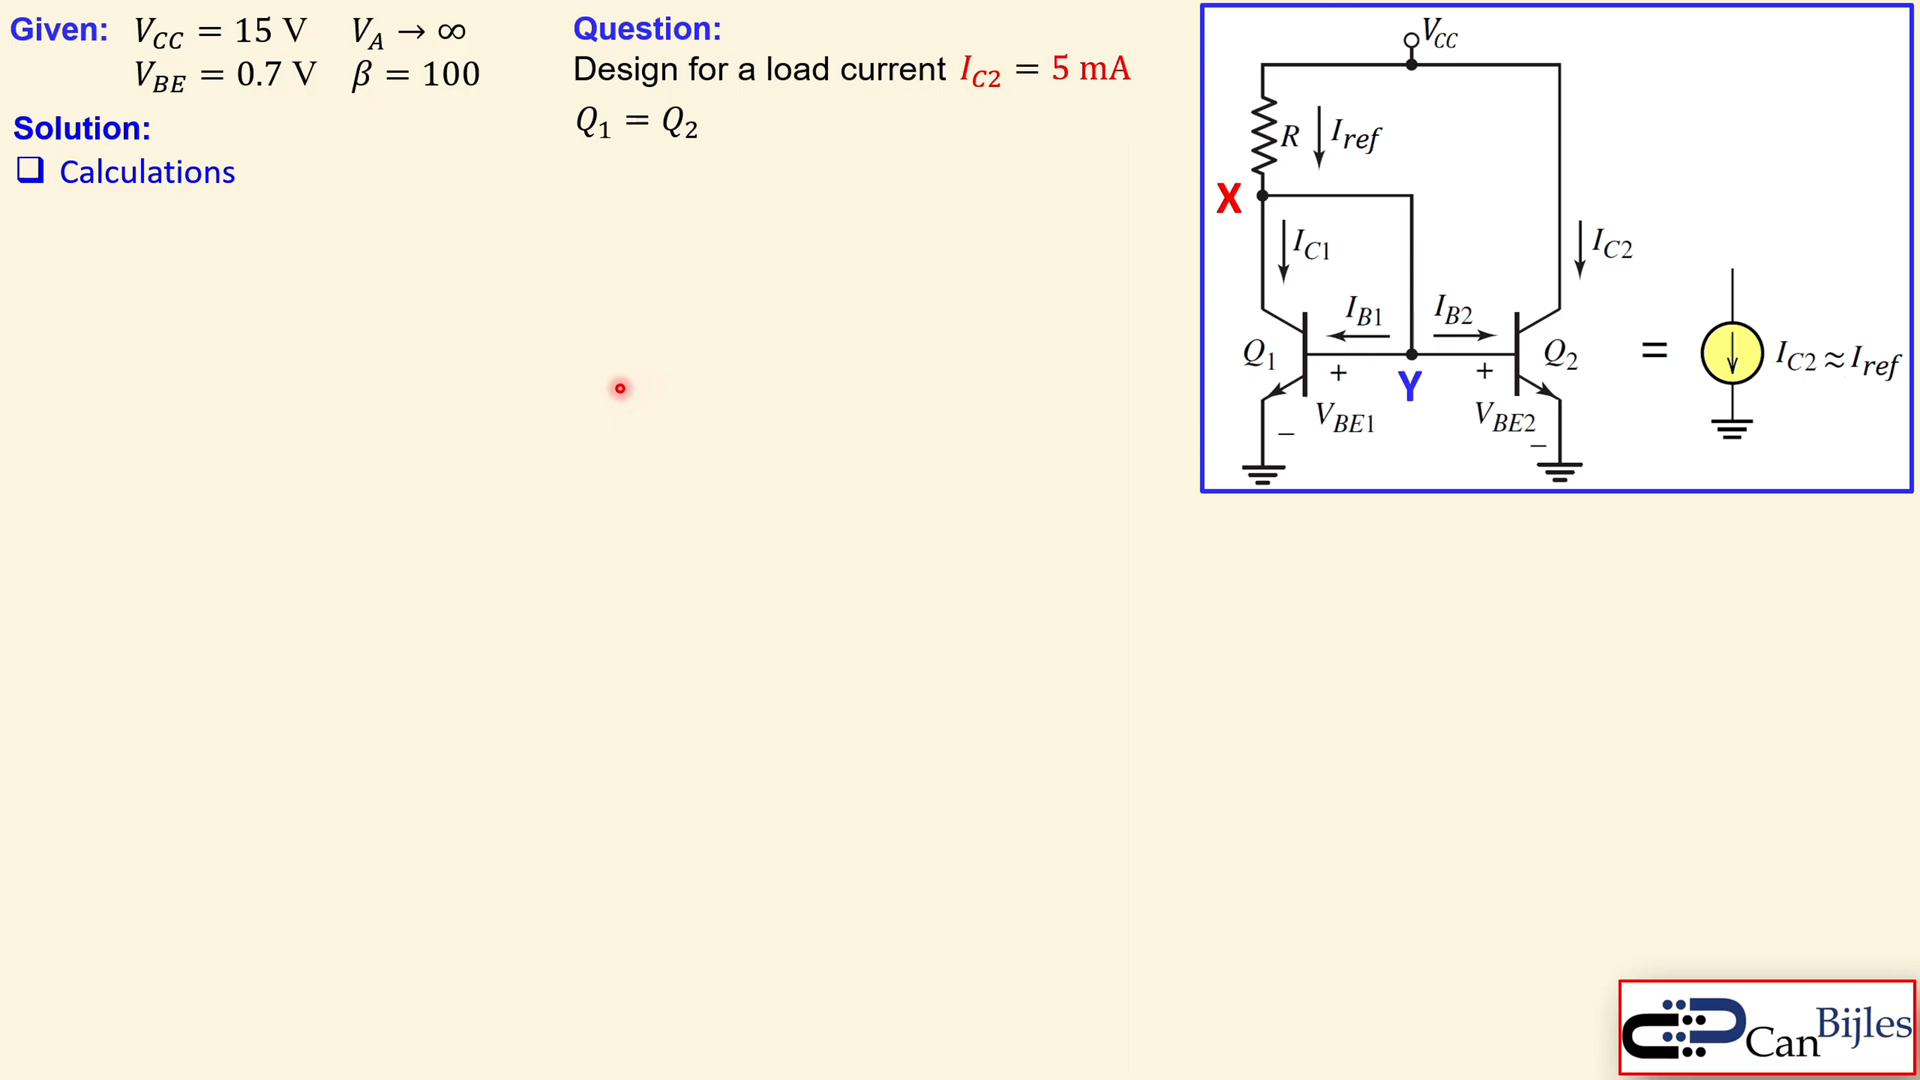 Given: V_CC = 15 V V_A → ∞
V_BE = 0.7 V β = 100
Solution:
❑ Calculations
Question:
Design for a load current I_C2 = 5 mA
Q_1 = Q_2
V_CC
R I_ref
X
I_C1 I_C2
I_B1 I_B2
Q_1 Q_2 = I_C2 ≈ I_ref
+ Y +
V_BE1 V_BE2
− −
Can Bijles